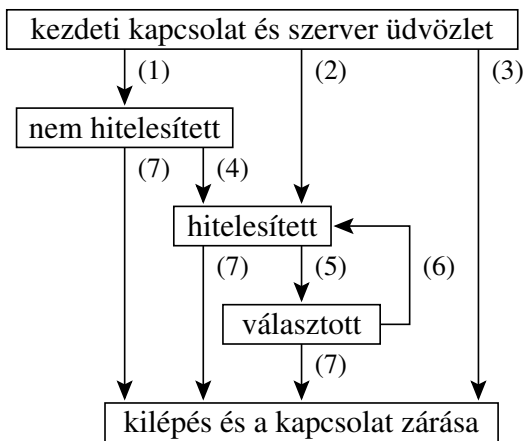 kezdeti kapcsolat és szerver üdvözlet
(1)
(2)
(3)
nem hitelesített
(7)
(4)
hitelesített
(7)
(5)
(6)
választott
(7)
kilépés és a kapcsolat zárása